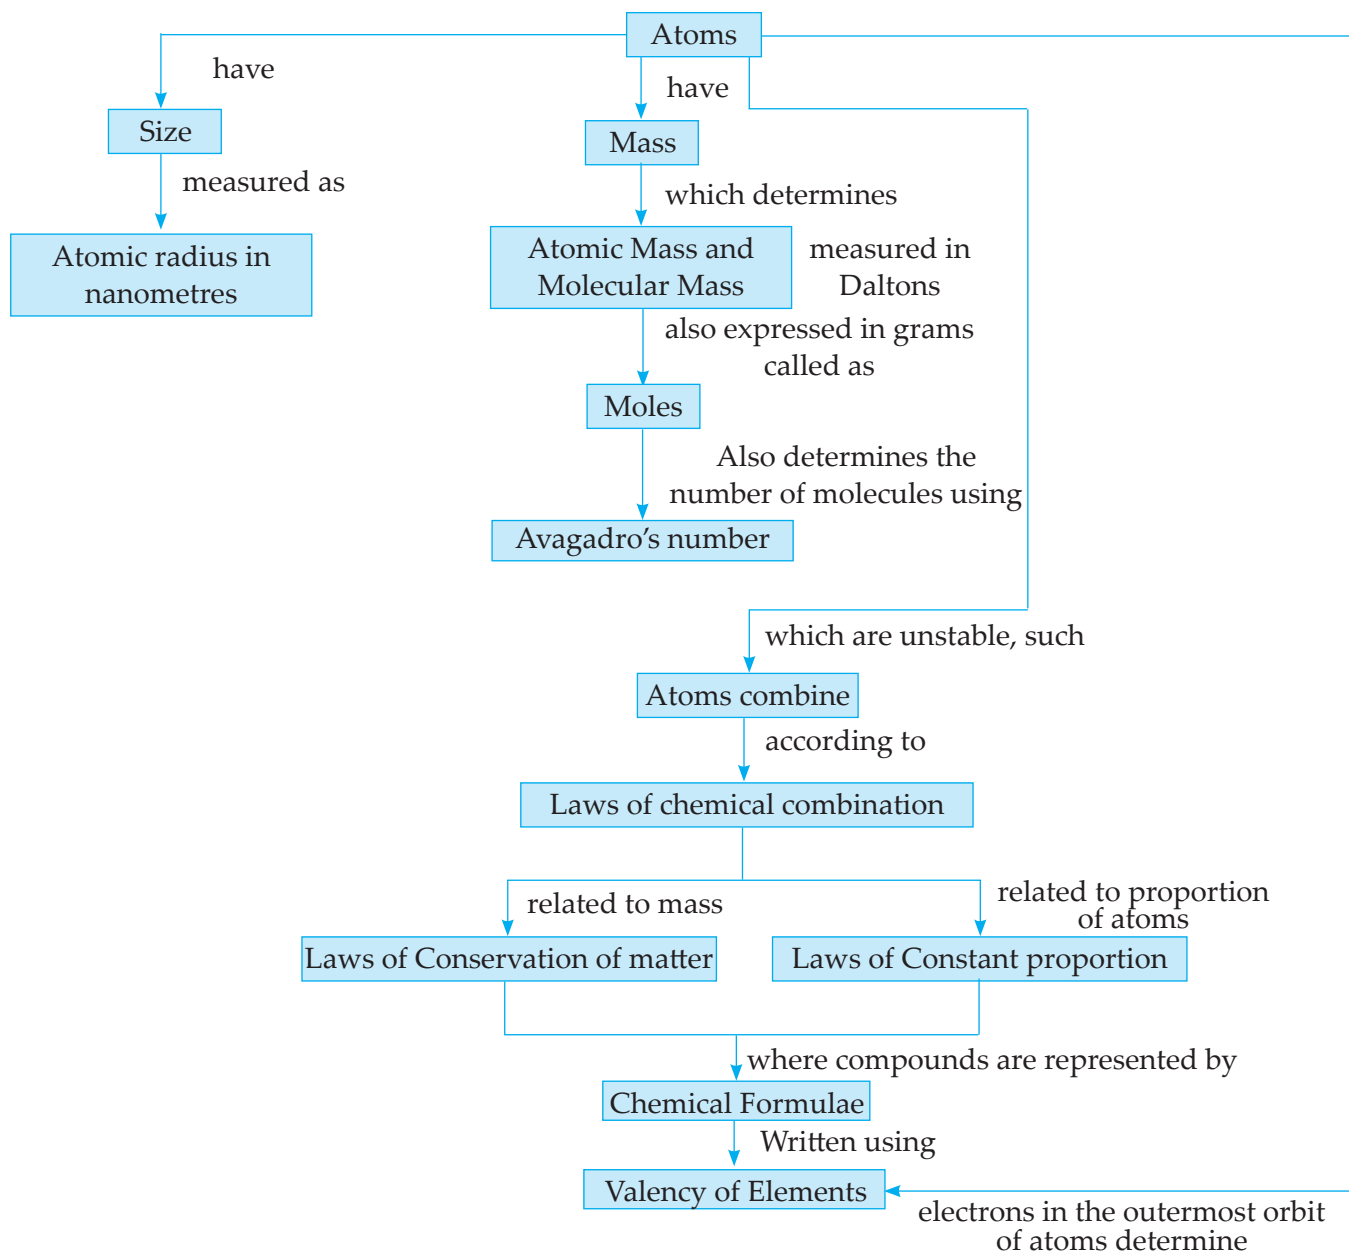 Atoms
have
have
Size
Mass
measured as
which determines
Atomic radius in
nanometres
Atomic Mass and
Molecular Mass
measured in
Daltons
also expressed in grams
called as
Moles
Also determines the
number of molecules using
Avagadro’s number
which are unstable, such
Atoms combine
according to
Laws of chemical combination
related to mass
related to proportion
of atoms
Laws of Conservation of matter
Laws of Constant proportion
where compounds are represented by
Chemical Formulae
Written using
Valency of Elements
electrons in the outermost orbit
of atoms determine